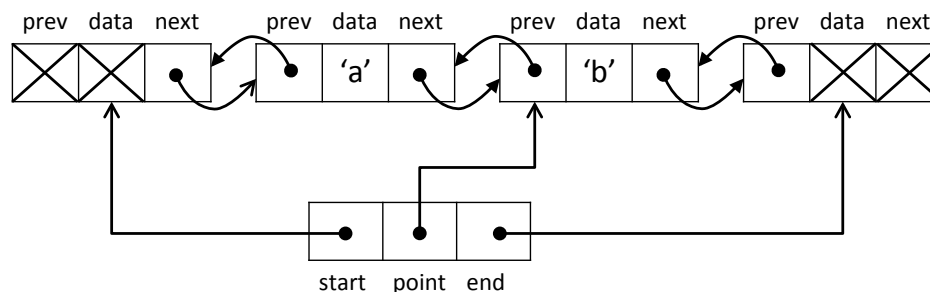 prev data next prev data next prev data next prev data next
‘a’ ‘b’
start point end